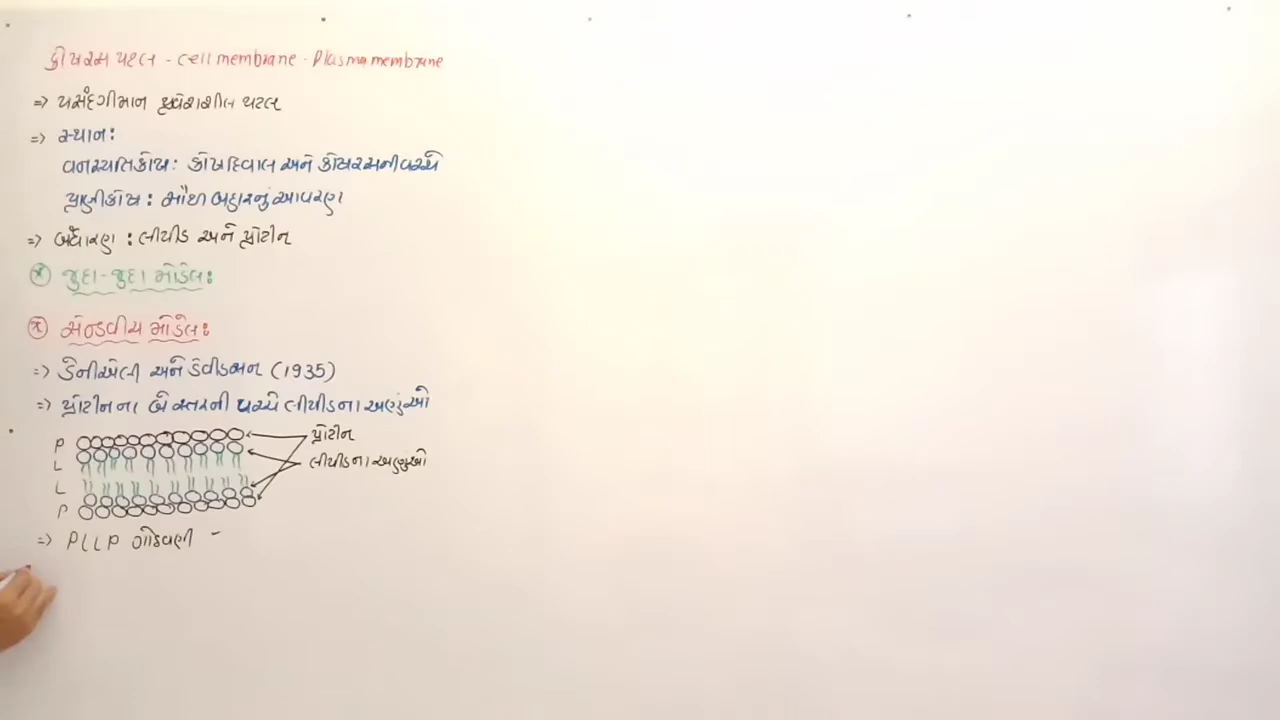 કોષરસ પટલ - cell membrane - Plasma membrane
=> પસંદગીમાન પ્રવેશશીલ પટલ
=> સ્થાન:
વનસ્પતિકોષ: કોષદિવાલ અને કોષરસની વચ્ચે
પ્રાણીકોષ: સૌથી બહારનું આવરણ
=> બંધારણ : લીપીડ અને પ્રોટીન
* જુદા-જુદા મોડેલ:
* સેન્ડવીચ મોડેલ:
=> ડેનીએલી અને ડેવીડસન (1935)
=> પ્રોટીનના બે સ્તરની વચ્ચે લીપીડના અણુંઓ
P
પ્રોટીન
L
લીપીડના અણુઓ
L
P
=> PLLP ગોઠવણી -